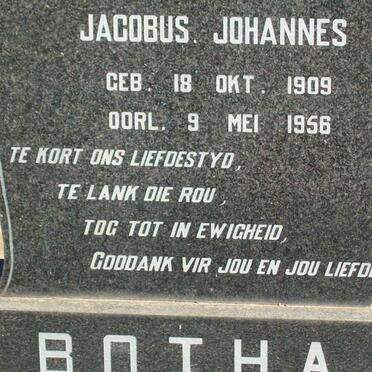 JACOBUS JOHANNES
GEB. 18 OKT. 1909
OORL. 9 MEI 1956
TE KORT ONS LIEFDESTYD,
TE LANK DIE ROU,
TOG TOT IN EWIGHEID,
GODDANK VIR JOU EN JOU
BOTHA